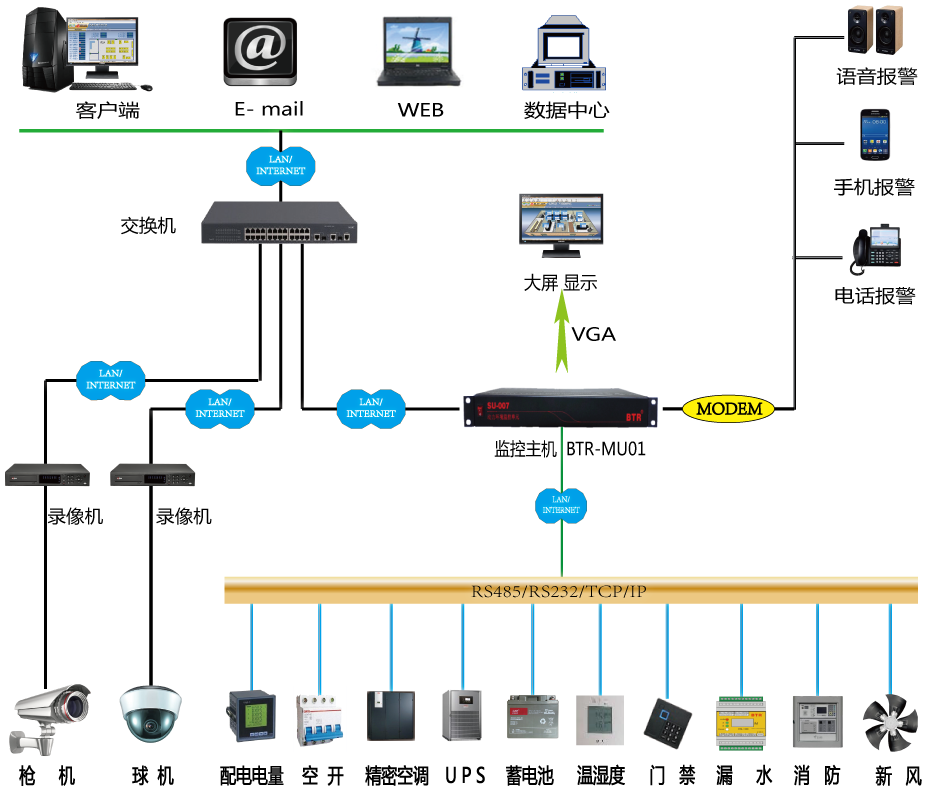 客户端
E- mail
WEB
数据中心
语音报警
LAN/
INTERNET
手机报警
交换机
大屏 显示
电话报警
VGA
LAN/
INTERNET
LAN/
INTERNET
LAN/
INTERNET
SU-007
BTR
MODEM
监控主机 BTR-MU01
LAN/
INTERNET
录像机
录像机
RS485/RS232/TCP/IP
枪 机
球 机
配电电量
空 开
精密空调
UPS
蓄电池
温湿度
门 禁
漏 水
消 防
新 风